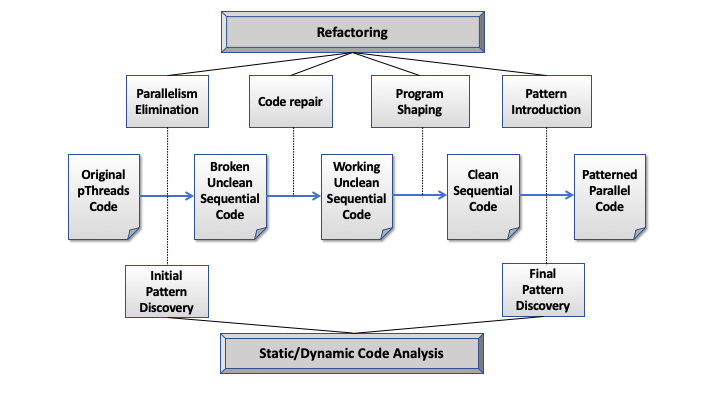 Refactoring
Parallelism
Elimination
Code repair
Program
Shaping
Pattern
Introduction
Original
pThreads
Code
Broken
Unclean
Sequential
Code
Working
Unclean
Sequential
Code
Clean
Sequential
Code
Patterned
Parallel
Code
Initial
Pattern
Discovery
Final
Pattern
Discovery
Static/Dynamic Code Analysis